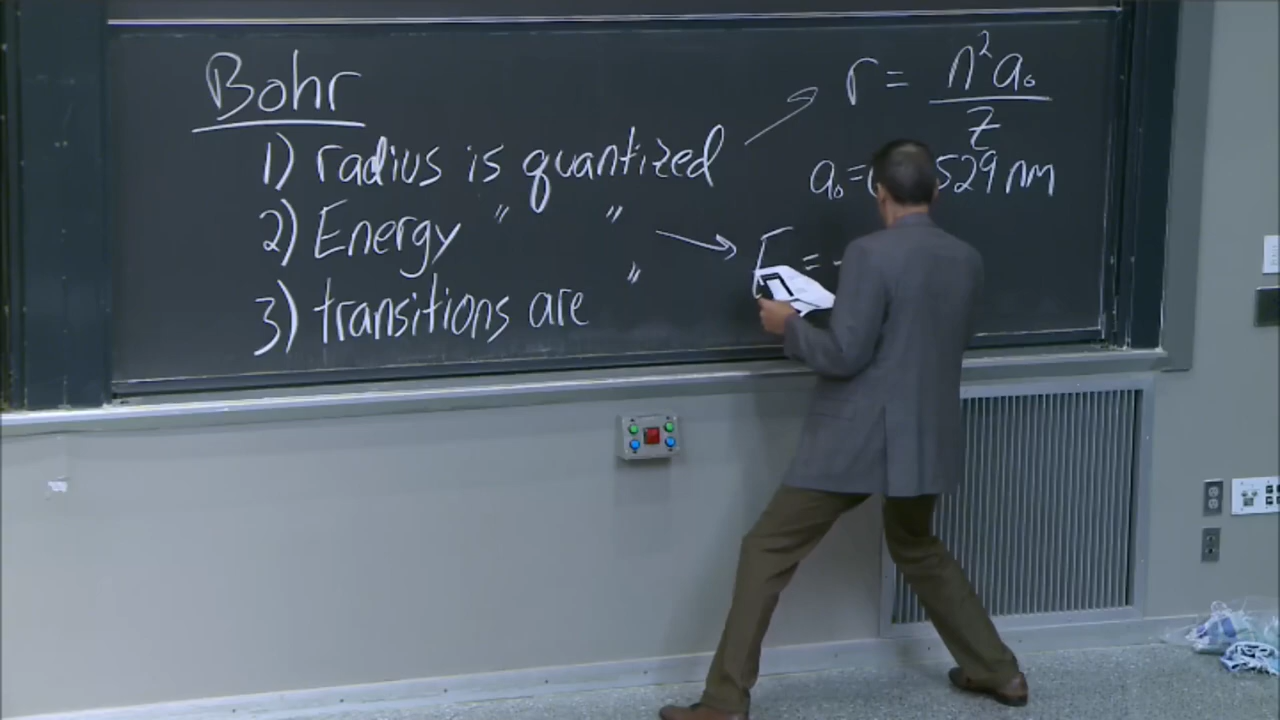 Bohr
1) radius is quantized
2) Energy " "
3) transitions are "
r = n²a₀
Z
a₀= 529 nm
E = -